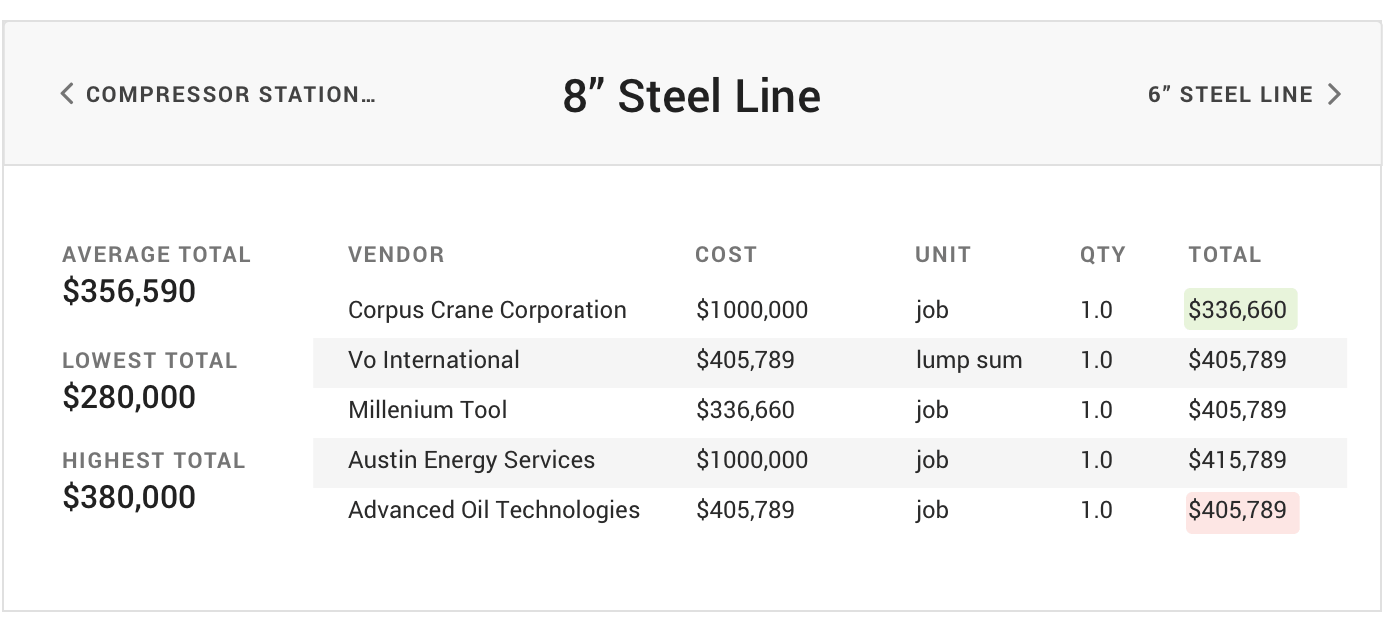 COMPRESSOR STATION… 8” Steel Line 6” STEEL LINE
AVERAGE TOTAL
$356,590
LOWEST TOTAL
$280,000
HIGHEST TOTAL
$380,000
VENDOR COST UNIT QTY TOTAL
Corpus Crane Corporation $1000,000 job 1.0 $336,660
Vo International $405,789 lump sum 1.0 $405,789
Millenium Tool $336,660 job 1.0 $405,789
Austin Energy Services $1000,000 job 1.0 $415,789
Advanced Oil Technologies $405,789 job 1.0 $405,789